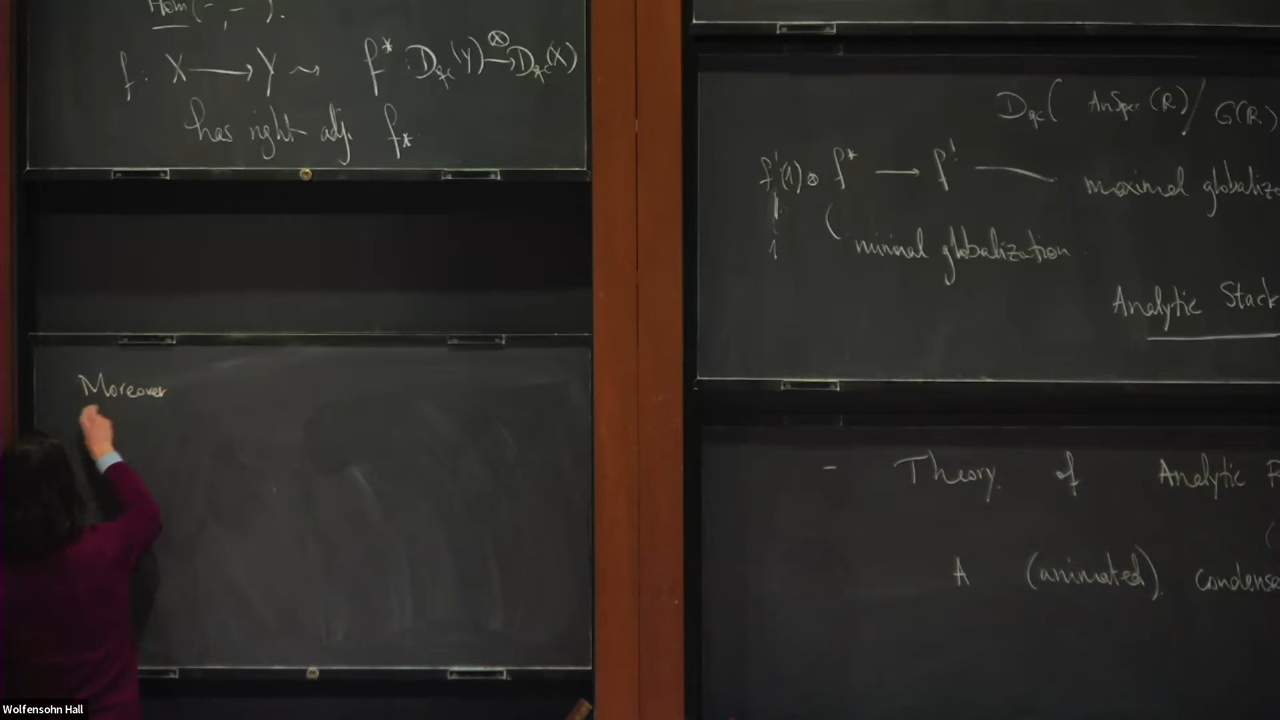 Hom(-, -).
f: X → Y ⇝ f* : D_qc(Y) →^⊗ D_qc(X)
has right adj. f_*
Moreover
D_qc( AnSpec(R) / G(R)
f^!(1) ⊗ f* → f^! — maximal globaliz
minimal globalization
Analytic Stack
- Theory of Analytic
A (animated) condense
Wolfensohn Hall